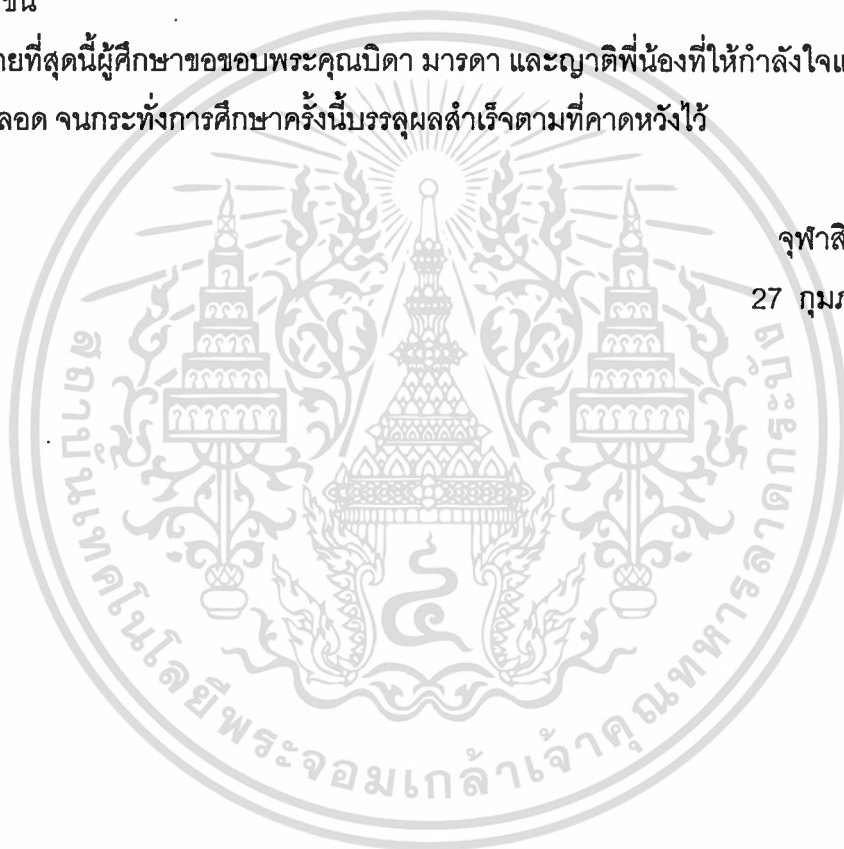 ขึ้น
ายที่สุดนี้ผู้ศึกษาขอขอบพระคุณบิดา มารดา และญาติพี่น้องที่ให้กำลังใจแ
ลอด จนกระทั่งการศึกษาครั้งนี้บรรลุผลสำเร็จตามที่คาดหวังไว้
จุฬาสิ
27 กุมภ
สถาบันเทคโนโลยีพระจอมเกล้าเจ้าคุณทหารลาดกระบัง
๔